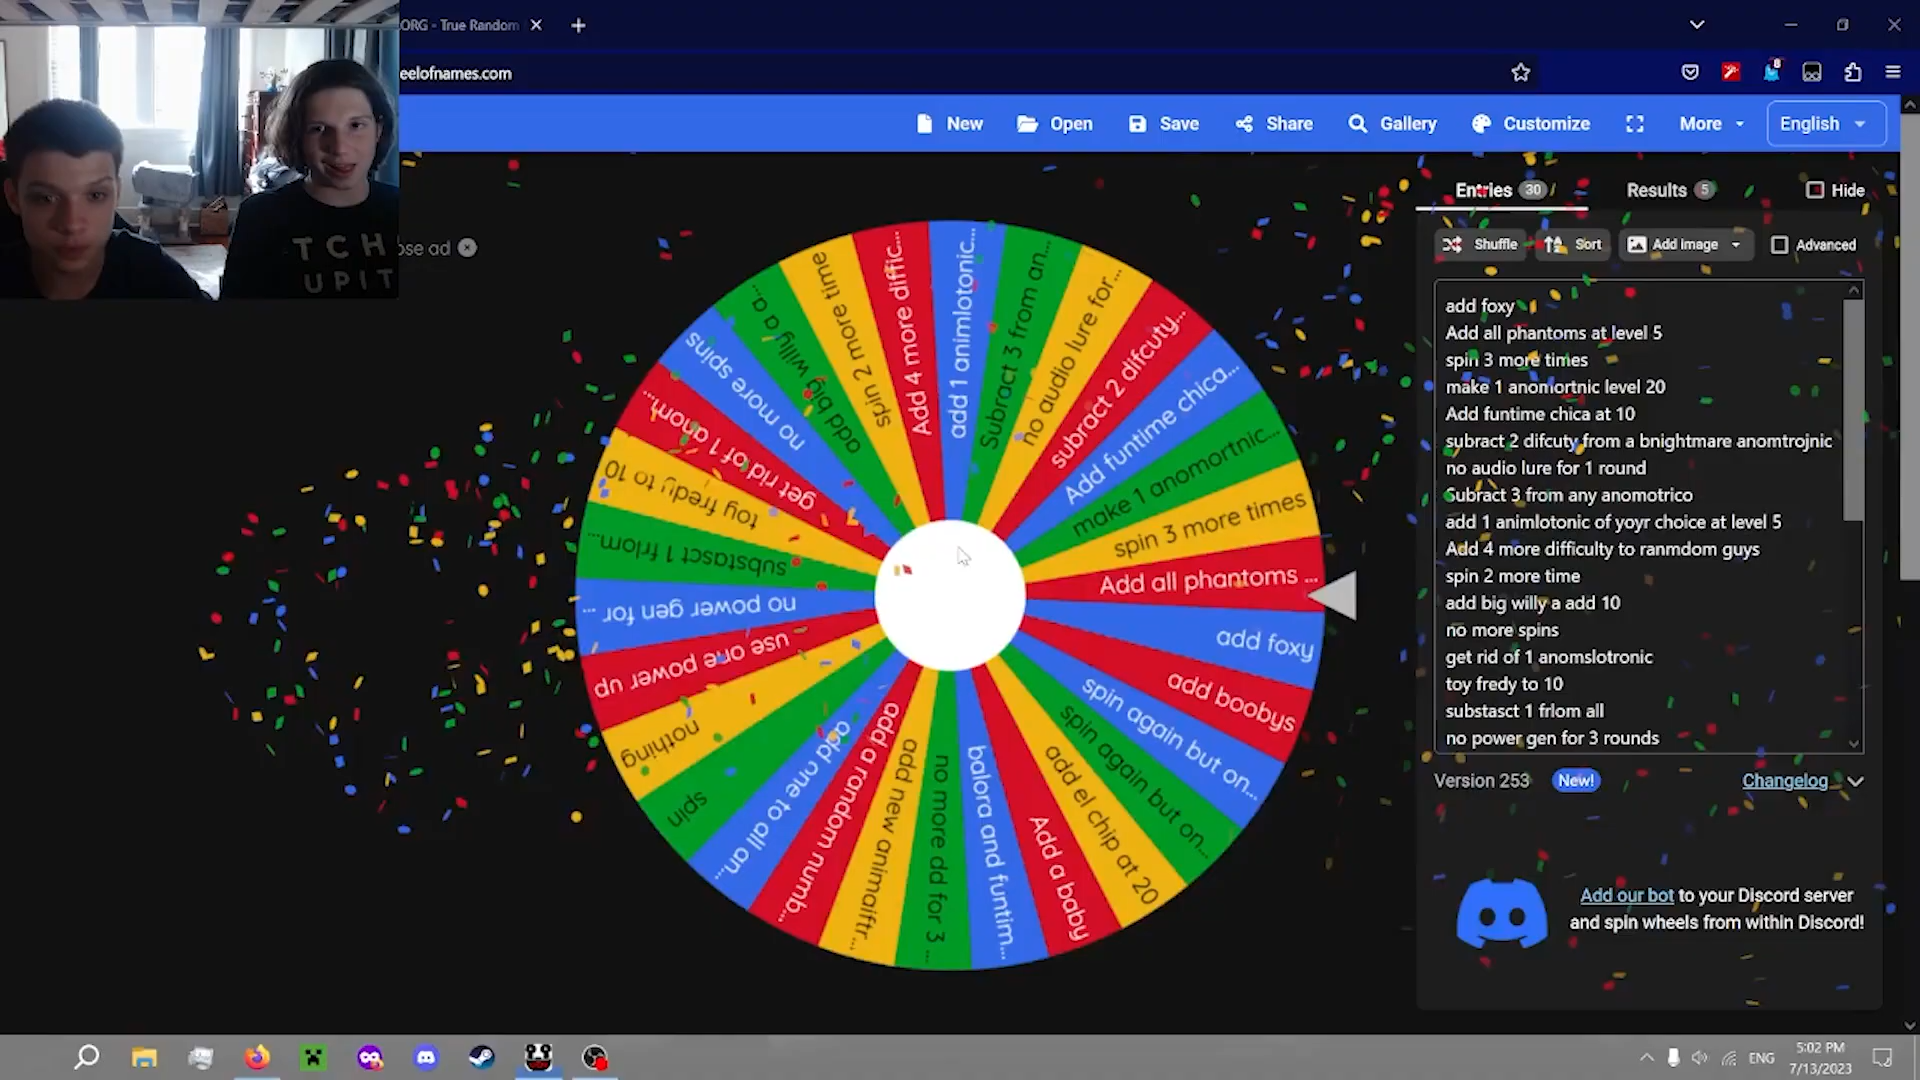 ORG - True Random
eelofnames.com
New
Open
Save
Share
Gallery
Customize
More
English
TCH
UPIT
ose ad
Entries 30
Results 5
Hide
Shuffle
Sort
Add image
Advanced
add foxy
Add all phantoms at level 5
spin 3 more times
make 1 anomortnic level 20
Add funtime chica at 10
subract 2 difcuty from a bnightmare anomtrojnic
no audio lure for 1 round
Subract 3 from any anomotrico
add 1 animlotonic of yoyr choice at level 5
Add 4 more difficulty to ranmdom guys
spin 2 more time
add big willy a add 10
no more spins
get rid of 1 anomslotronic
toy fredy to 10
substasct 1 frlom all
no power gen for 3 rounds
Version 253
New!
Changelog
Add our bot to your Discord server
and spin wheels from within Discord!
add 1 animlotonic...
Subract 3 from an...
no audio lure for...
subract 2 difcuty...
Add funtime chica...
make 1 anomortnic...
spin 3 more times
Add all phantoms ...
add foxy
add boobys
spin again but on...
spin again but on...
add el chip at 20
Add a baby
balora and funtim...
no more dd for 3 ...
add new animaiftr...
add a random numb...
add one to all an...
spin
nothing
use one power up
no power gen for ...
substasct 1 frlom...
toy fredy to 10
get rid of 1 anom...
no more spins
add big willy a a...
spin 2 more time
Add 4 more diffic...
8
ENG
5:02 PM
7/13/2023